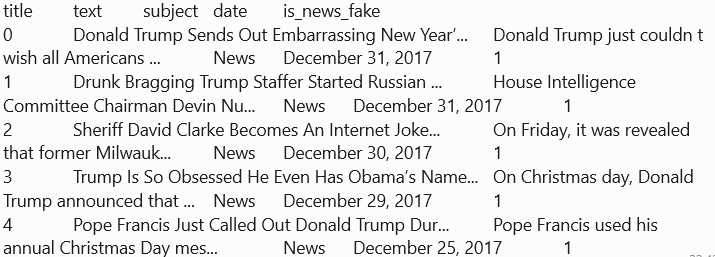 title text subject date is_news_fake
0 Donald Trump Sends Out Embarrassing New Year’... Donald Trump just couldn t
wish all Americans ... News December 31, 2017 1
1 Drunk Bragging Trump Staffer Started Russian ... House Intelligence
Committee Chairman Devin Nu... News December 31, 2017 1
2 Sheriff David Clarke Becomes An Internet Joke... On Friday, it was revealed
that former Milwauk... News December 30, 2017 1
3 Trump Is So Obsessed He Even Has Obama’s Name... On Christmas day, Donald
Trump announced that ... News December 29, 2017 1
4 Pope Francis Just Called Out Donald Trump Dur... Pope Francis used his
annual Christmas Day mes... News December 25, 2017 1